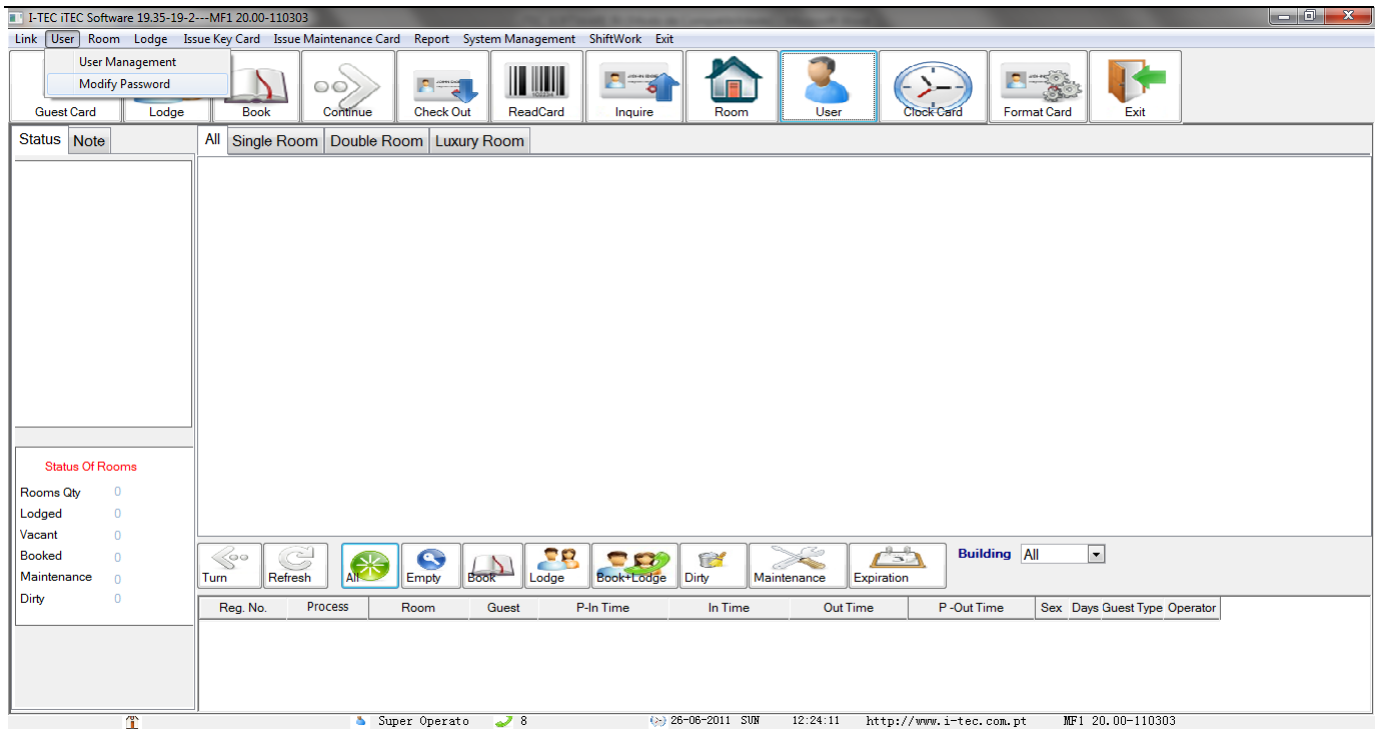 I-TEC iTEC Software 19.35-19-2---MF1 20.00-110303
Link User Room Lodge Issue Key Card Issue Maintenance Card Report System Management ShiftWork Exit
User Management
Modify Password
Guest Card Lodge Book Continue Check Out ReadCard Inquire Room User Clock Card Format Card Exit
Status Note
All Single Room Double Room Luxury Room
Status Of Rooms
Rooms Qty 0
Lodged 0
Vacant 0
Booked 0
Maintenance 0
Dirty 0
Turn Refresh All Empty Book Lodge Book+Lodge Dirty Maintenance Expiration Building All
Reg. No. Process Room Guest P-In Time In Time Out Time P -Out Time Sex Days Guest Type Operator
Super Operato 8 26-06-2011 SUN 12:24:11 http://www.i-tec.com.pt MF1 20.00-110303